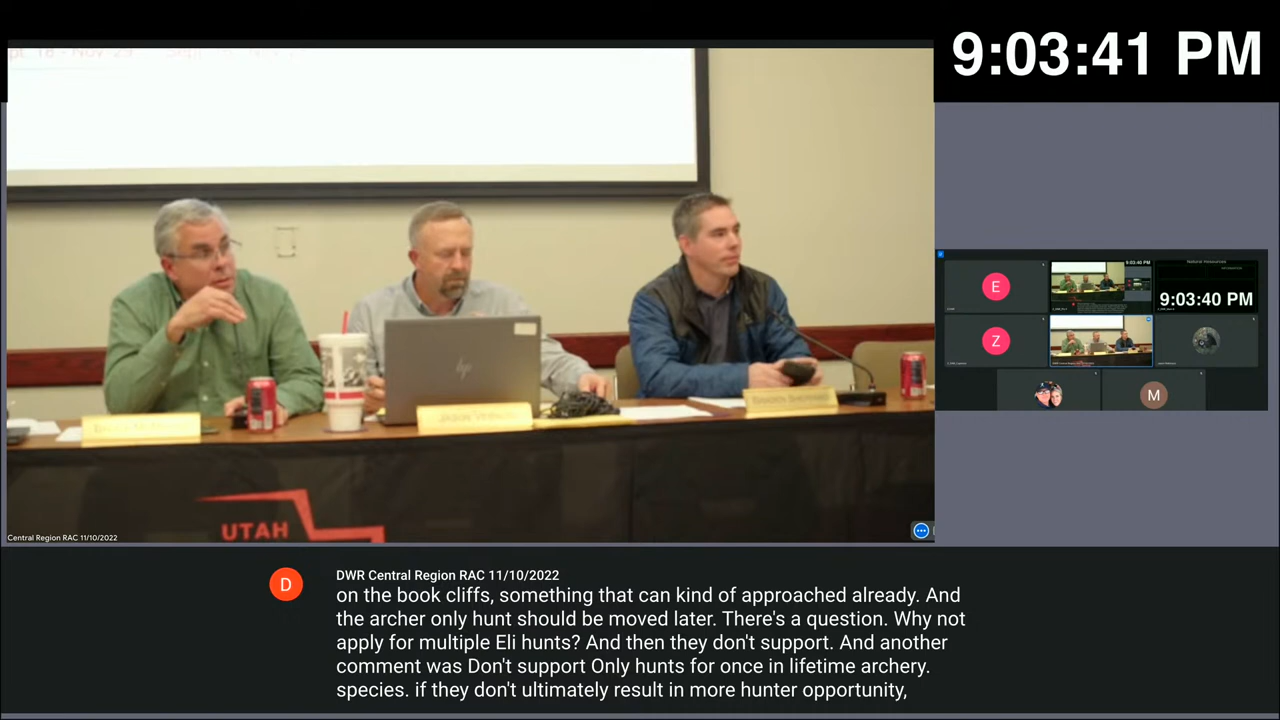 9:03:41 PM
UTAH
Central Region RAC 11/10/2022
9:03:40 PM
E
9:03:40 PM
Z
M
D
DWR Central Region RAC 11/10/2022
on the book cliffs, something that can kind of approached already. And
the archer only hunt should be moved later. There's a question. Why not
apply for multiple Eli hunts? And then they don't support. And another
comment was Don't support Only hunts for once in lifetime archery.
species. if they don't ultimately result in more hunter opportunity,